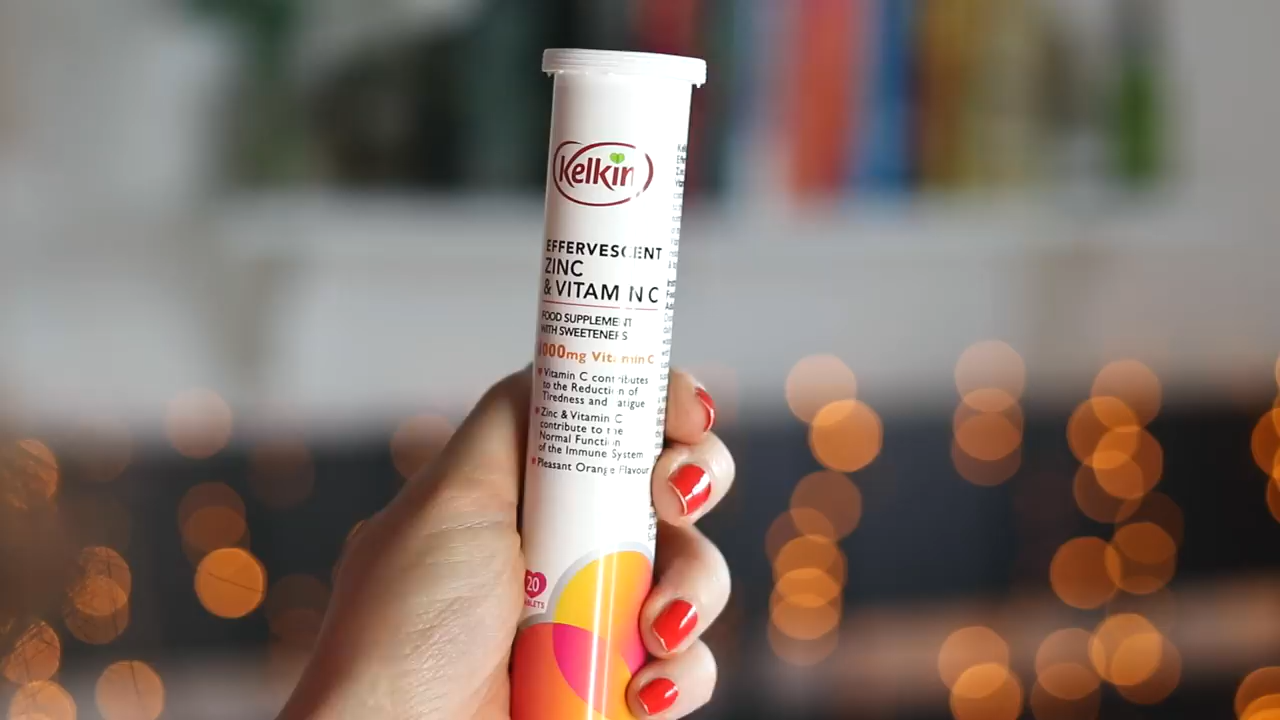 Kelkin
EFFERVESCENT
ZINC
& VITAMIN C
FOOD SUPPLEMENT
WITH SWEETENERS
1000mg Vitamin C
Vitamin C contributes
to the Reduction of
Tiredness and Fatigue
Zinc & Vitamin C
contribute to the
Normal Function
of the Immune System
Pleasant Orange Flavour
20
TABLETS